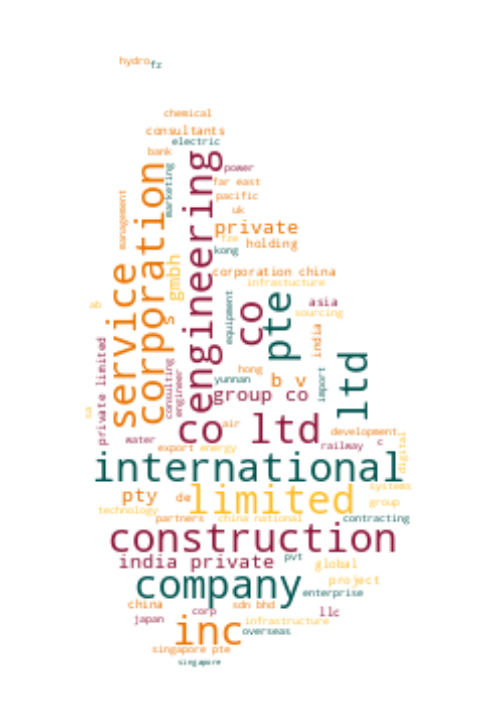 hydro
fz
chemical
consultants
electric
bank
engineering
corporation
marketing
power
far east
pacific
management
uk
private
fze
holding
kong
gmbh
service
corporation china
infrastucture
equipment
co
pte
asia
sourcing
ab
s
india
private limited
consulting
engineer
hong
yunnan
b v
import
ltd
group co
sa
air
co ltd
development
water
railway
c
digital
export
energy
international
systems
pty
de
limited
group
technology
partners
china national
contracting
construction
india private
pvt
global
company
project
enterprise
china
corp
sdn bhd
llc
japan
inc
infrastructure
overseas
singapore pte
singapore